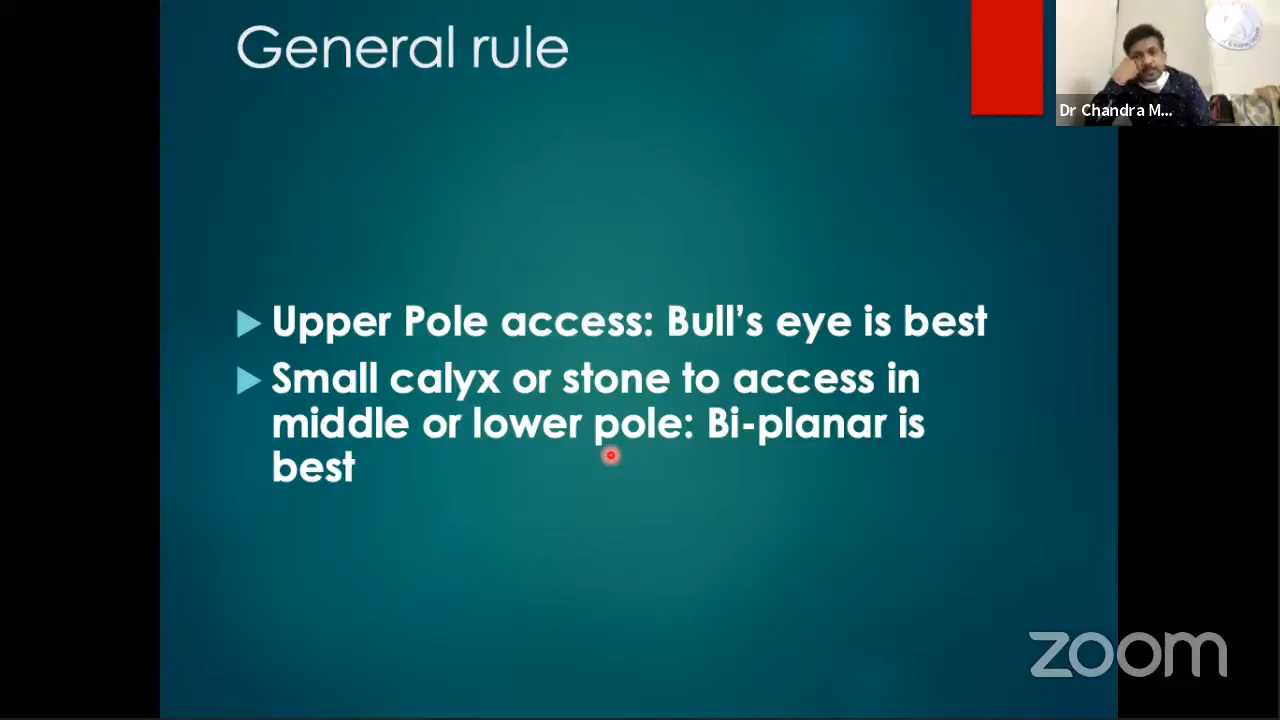 General rule
Dr Chandra M...
Upper Pole access: Bull's eye is best
Small calyx or stone to access in
middle or lower pole: Bi-planar is
best
zoom